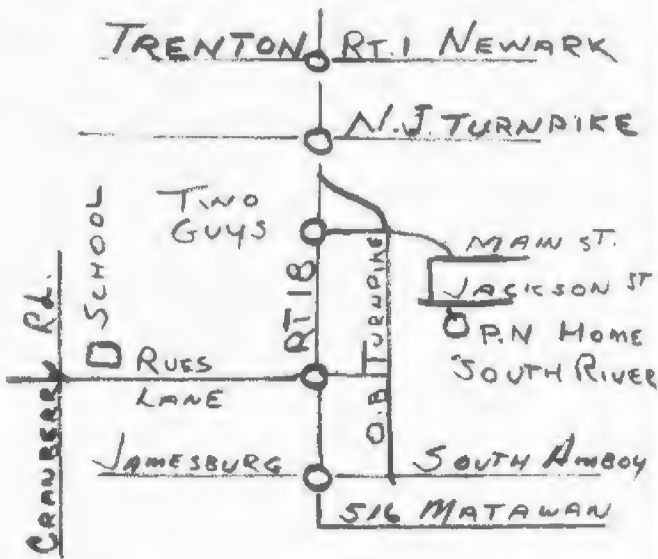 TRENTON RT. 1 NEWARK
N.J. TURNPIKE
TWO
GUYS
MAIN ST.
JACKSON ST
P.N HOME
SOUTH RIVER
SCHOOL
RT 18
O.B TURNPIKE
RUES
LANE
CRANBERRY Rd.
JAMESBURG
SOUTH AMBOY
516 MATAWAN